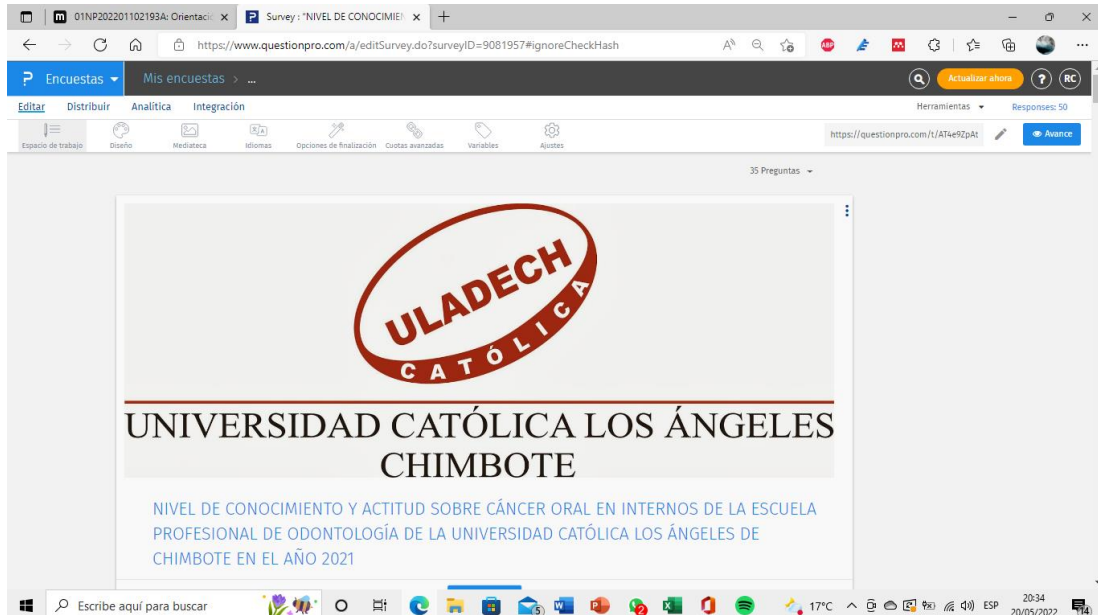 01NP202201102193A: Orientació
Survey : "NIVEL DE CONOCIMIEN
https://www.questionpro.com/a/editSurvey.do?surveyID=9081957#ignoreCheckHash
ABP
Encuestas
Mis encuestas > ...
Actualizar ahora
?
RC
Editar
Distribuir
Analítica
Integración
Herramientas
Responses: 50
Espacio de trabajo
Diseño
Mediateca
Idiomas
Opciones de finalización
Cuotas avanzadas
Variables
Ajustes
https://questionpro.com/t/AT4e9ZpAt
Avance
35 Preguntas
ULADECH
CATÓLICA
UNIVERSIDAD CATÓLICA LOS ÁNGELES
CHIMBOTE
NIVEL DE CONOCIMIENTO Y ACTITUD SOBRE CÁNCER ORAL EN INTERNOS DE LA ESCUELA
PROFESIONAL DE ODONTOLOGÍA DE LA UNIVERSIDAD CATÓLICA LOS ÁNGELES DE
CHIMBOTE EN EL AÑO 2021
Escribe aquí para buscar
17°C
ESP
20:34
20/05/2022